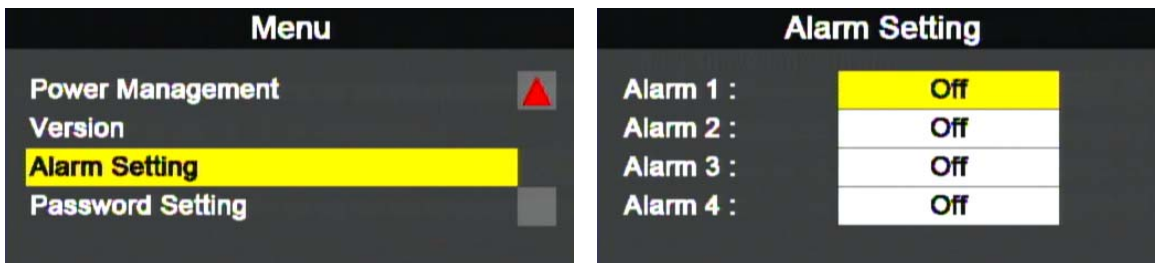 Menu
Power Management
Version
Alarm Setting
Password Setting
Alarm Setting
Alarm 1 : Off
Alarm 2 : Off
Alarm 3 : Off
Alarm 4 : Off